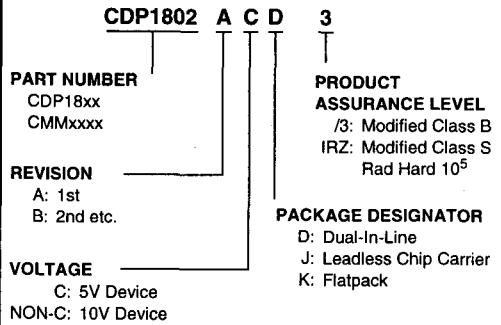 CDP1802 A C D 3
PART NUMBER
CDP18xx
CMMxxxx
REVISION
A: 1st
B: 2nd etc.
VOLTAGE
C: 5V Device
NON-C: 10V Device
PRODUCT
ASSURANCE LEVEL
/3: Modified Class B
IRZ: Modified Class S
Rad Hard 10⁵
PACKAGE DESIGNATOR
D: Dual-In-Line
J: Leadless Chip Carrier
K: Flatpack